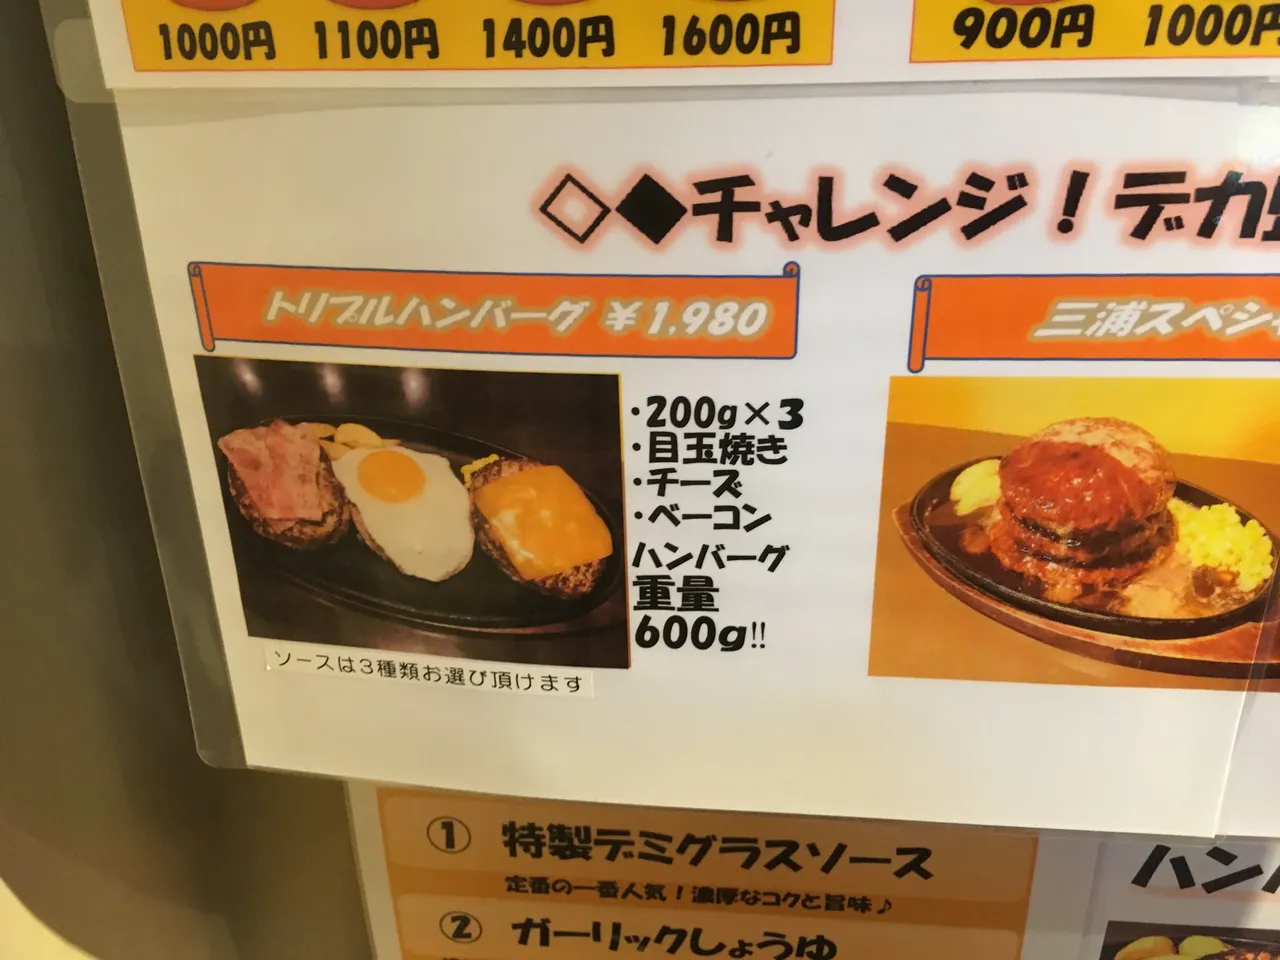 1000円 1100円 1400円 1600円
900円 1000円
◇◆チャレンジ！デカ
トリプルハンバーグ ￥1,980
三浦スペシ
・200g×3
・目玉焼き
・チーズ
・ベーコン
ハンバーグ
重量
600g!!
ソースは3種類お選び頂けます
① 特製デミグラスソース
定番の一番人気！濃厚なコクと旨味♪
② ガーリックしょうゆ
ハン